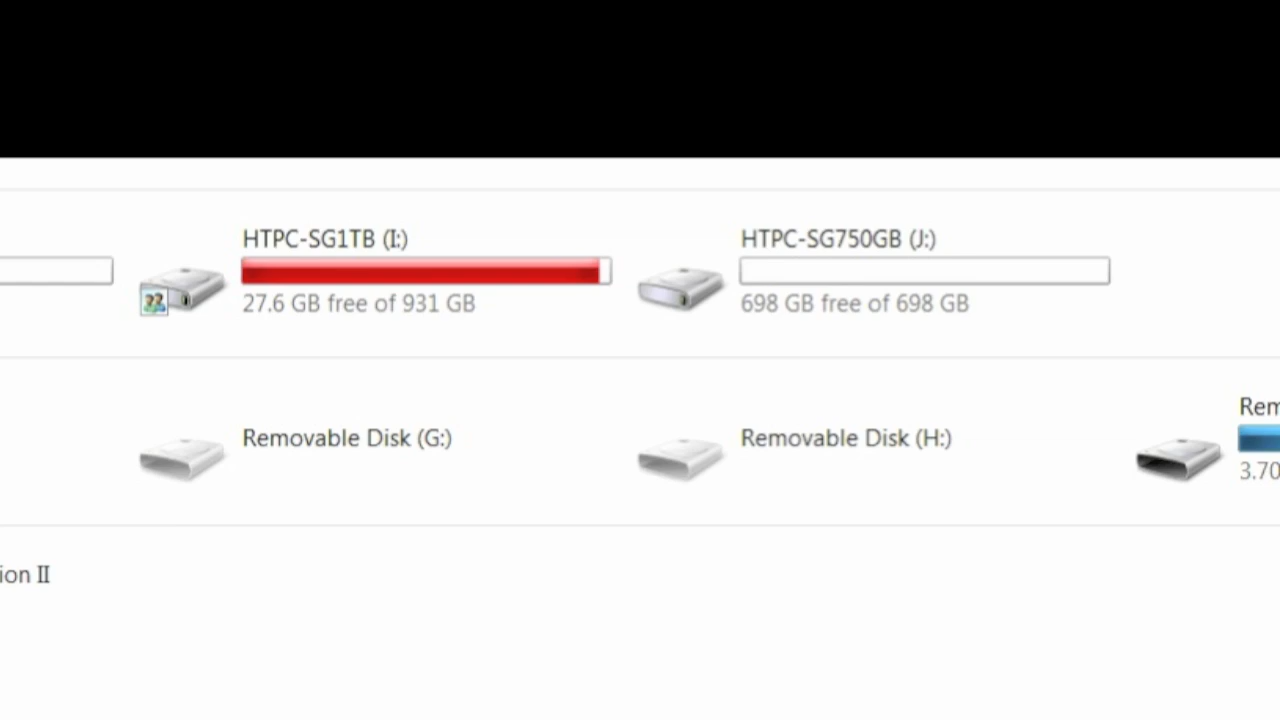 HTPC-SG1TB (I:)
27.6 GB free of 931 GB
HTPC-SG750GB (J:)
698 GB free of 698 GB
Removable Disk (G:)
Removable Disk (H:)
Rem
3.70
ion II